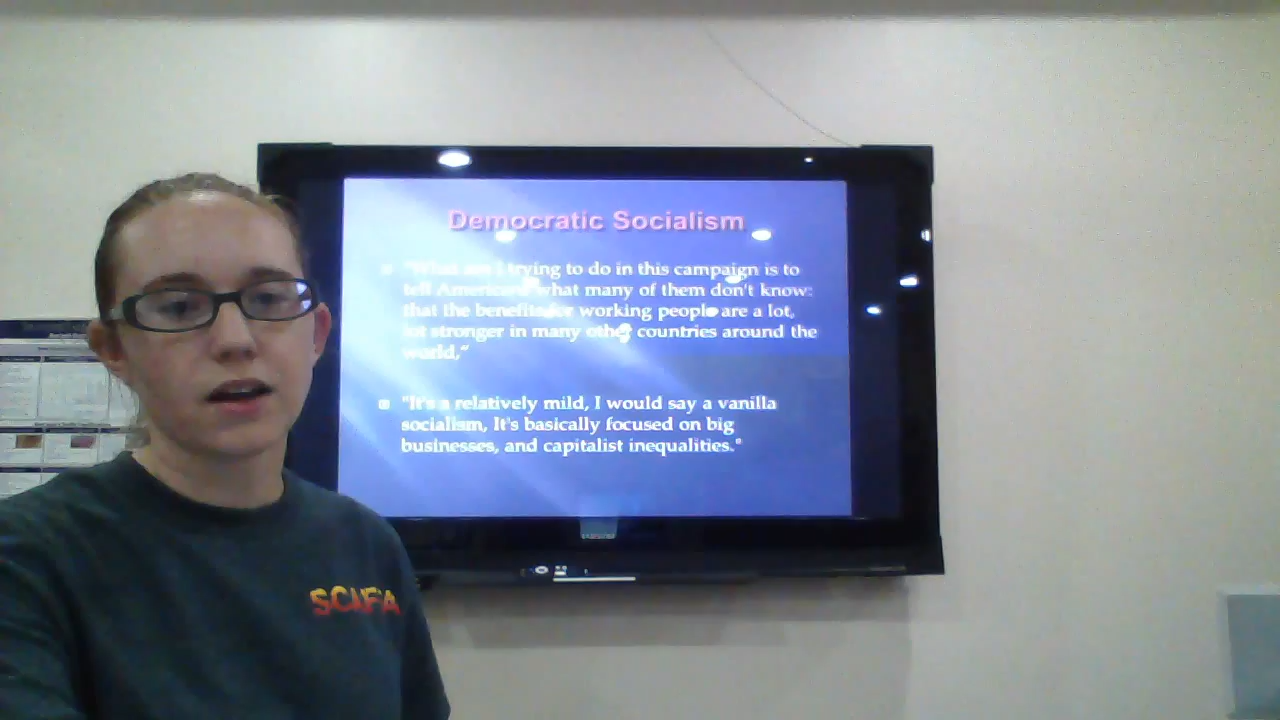 Democratic Socialism
"What am I trying to do in this campaign is to
tell Americans what many of them don't know:
that the benefits for working people are a lot,
lot stronger in many other countries around the
world,"
"It's a relatively mild, I would say a vanilla
socialism, It's basically focused on big
businesses, and capitalist inequalities."